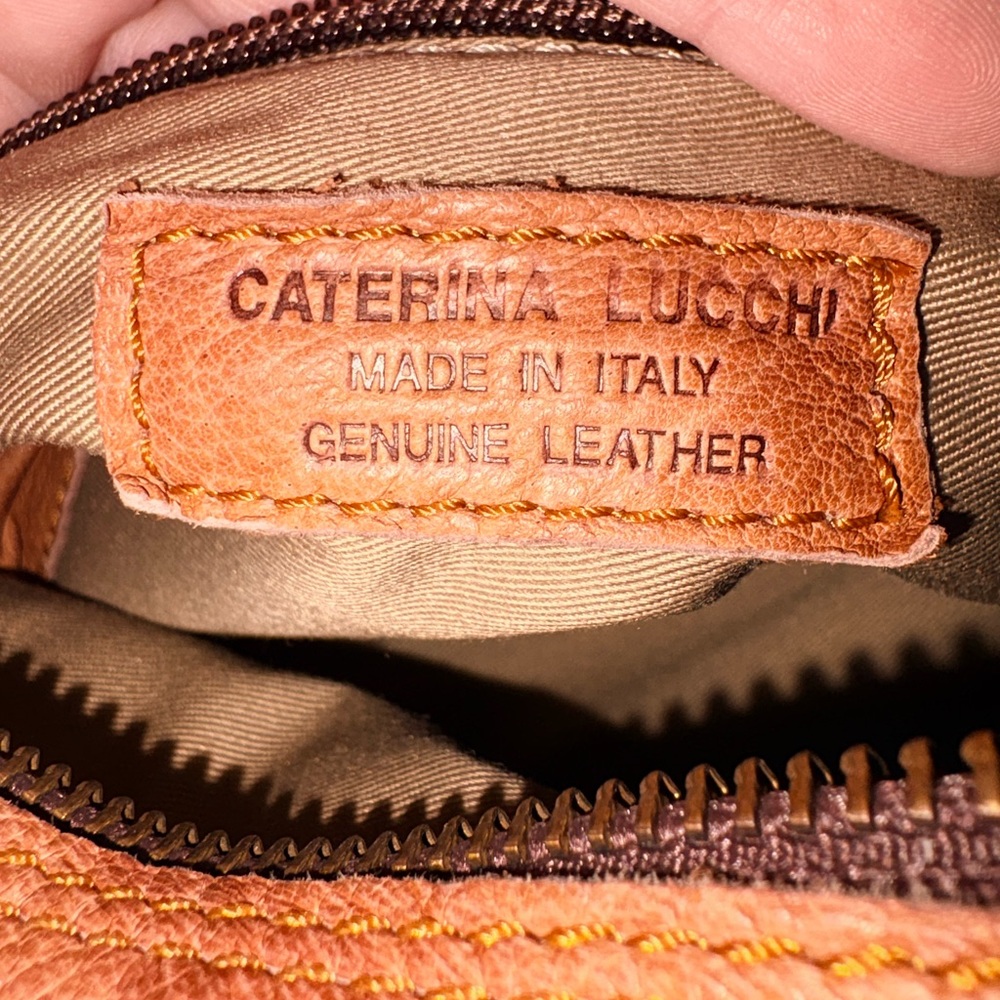 CATERINA LUCCHI
MADE IN ITALY
GENUINE LEATHER